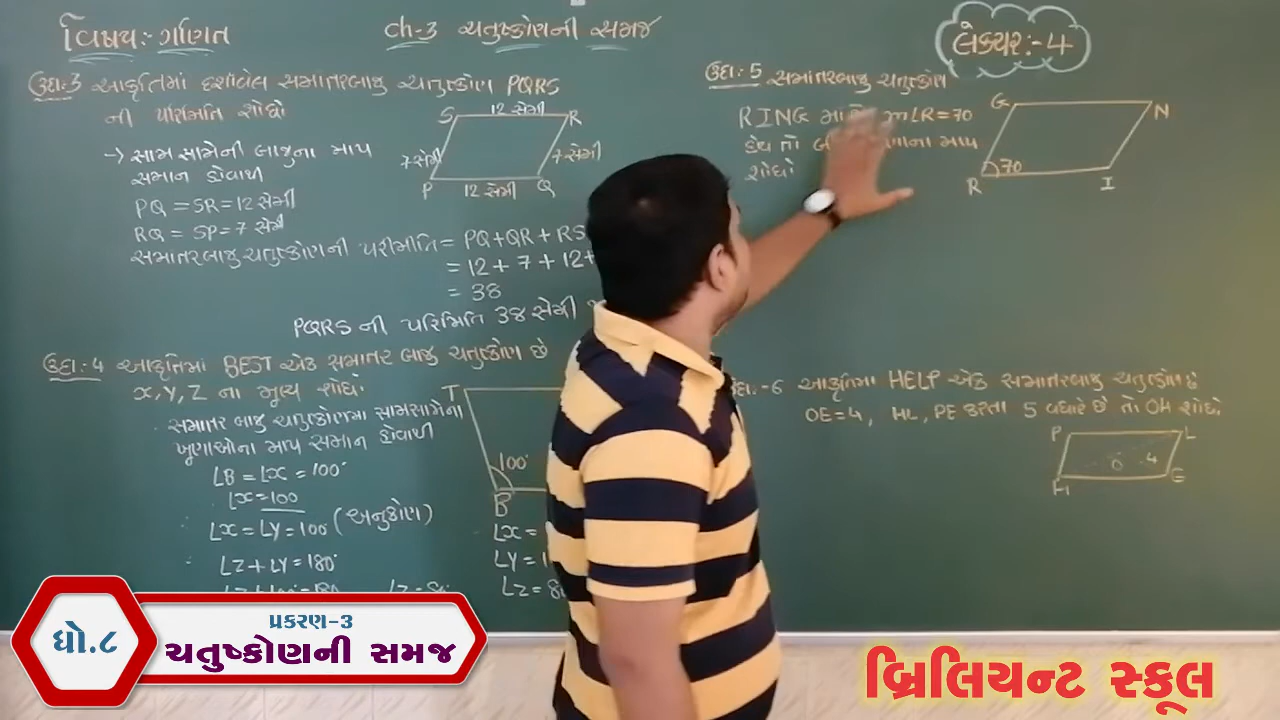 વિષય:- ગણિત
ch-3 ચતુષ્કોણની સમજ
લેક્ચર:-4
ઉદા:-3 આકૃતિમાં દર્શાવેલ સમાતરબાજુ ચતુષ્કોણ PQRS
ની પરિમિતિ શોધો
→ સામ સામેની બાજુના માપ
સમાન હોવાથી
PQ = SR = 12 સેમી
RQ = SP = 7 સેમી
સમાતરબાજુ ચતુષ્કોણની પરીમીતિ = PQ+QR+RS
= 12 + 7 + 12+
= 38
PQRS ની પરિમિતિ 38 સેમી
S 12 સેમી R
7 સેમી 7 સેમી
P 12 સેમી Q
ઉદા:-4 આકૃતિમાં BEST એક સમાતર બાજુ ચતુષ્કોણ છે
x, Y, Z ના મૂલ્ય શોધો
સમાતર બાજુ ચતુષ્કોણમા સામસામેના
ખૂણાઓના માપ સમાન હોવાથી
∠B = ∠x = 100°
∠x = 100
∠x = ∠Y = 100 (અનુકોણ)
∠Z + ∠Y = 180°
T
100°
B
∠x =
∠Y = 1
∠Z = 8
ઉદા:-5 સમાતરબાજુ ચતુષ્કોણ
RING ∠R = 70
હોય તો માપ
શોધો
G N
70
R I
-6 આકૃતિમા HELP એક સમાતરબાજુ ચતુષ્કોણ છે
OE = 4, HL, PE કરતા 5 વધારે છે તો OH શોધો
P L
O 4
H E
ધો.૮
પ્રકરણ-3
ચતુષ્કોણની સમજ
બ્રિલિયન્ટ સ્કૂલ